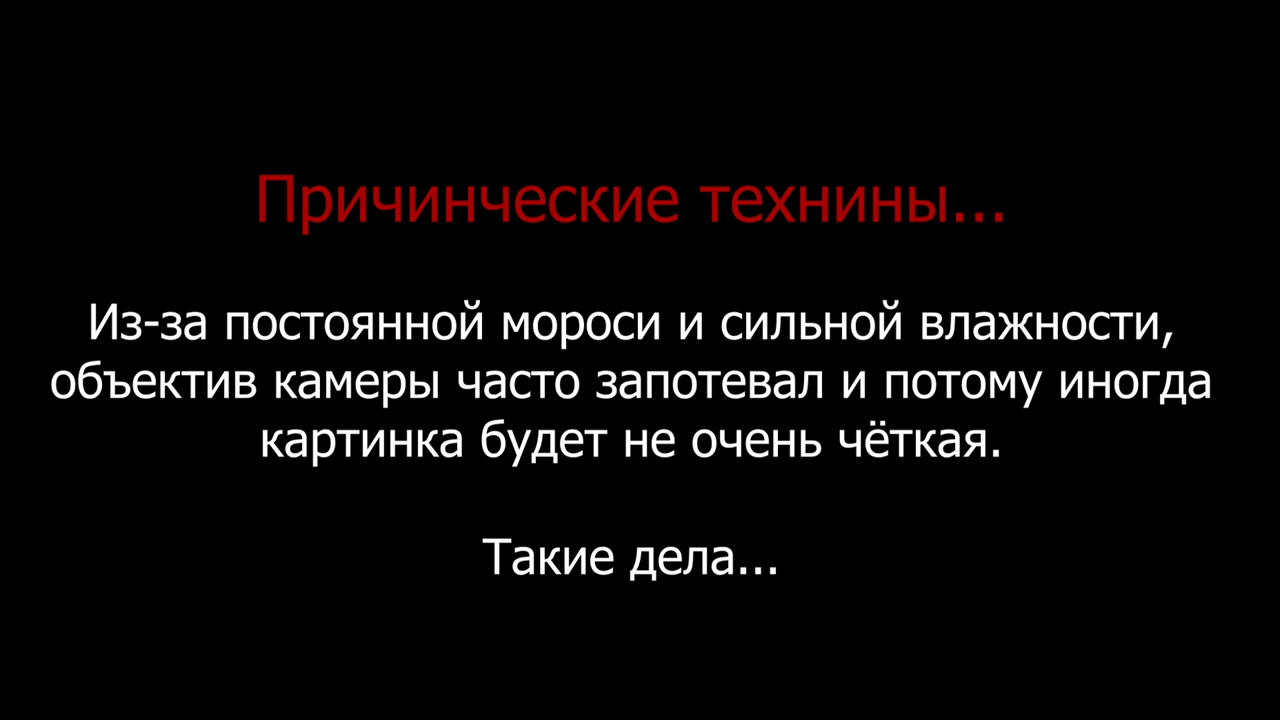 Причинческие технины...
Из-за постоянной мороси и сильной влажности,
объектив камеры часто запотевал и потому иногда
картинка будет не очень чёткая.
Такие дела...